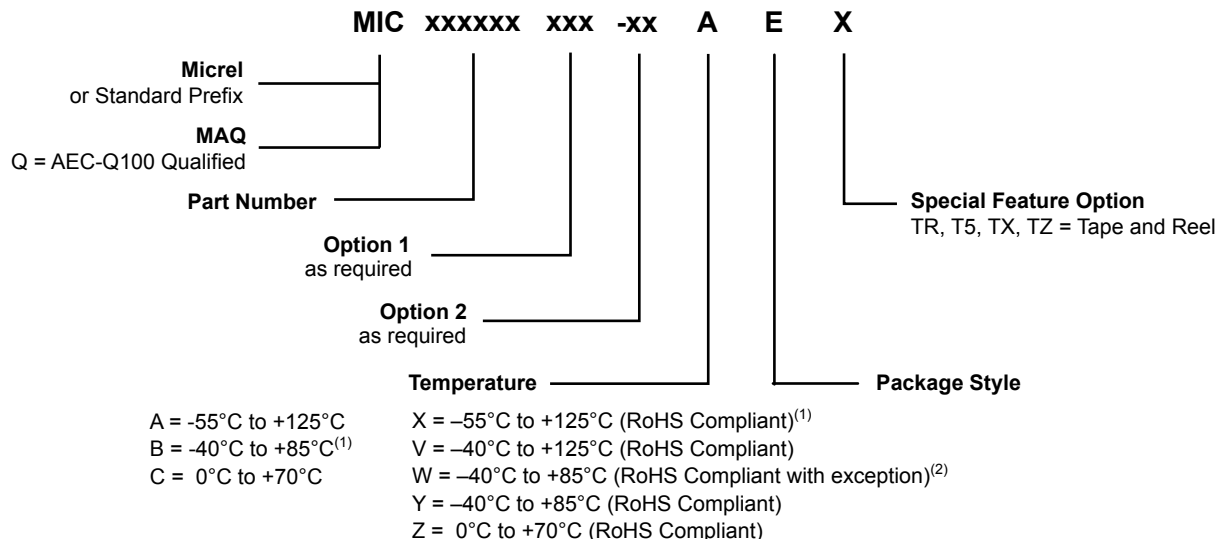 MIC xxxxxx xxx -xx A E X
Micrel
or Standard Prefix
MAQ
Q = AEC-Q100 Qualified
Part Number
Special Feature Option
TR, T5, TX, TZ = Tape and Reel
Option 1
as required
Option 2
as required
Temperature
Package Style
A = -55°C to +125°C
B = -40°C to +85°C(1)
C = 0°C to +70°C
X = –55°C to +125°C (RoHS Compliant)(1)
V = –40°C to +125°C (RoHS Compliant)
W = –40°C to +85°C (RoHS Compliant with exception)(2)
Y = –40°C to +85°C (RoHS Compliant)
Z = 0°C to +70°C (RoHS Compliant)